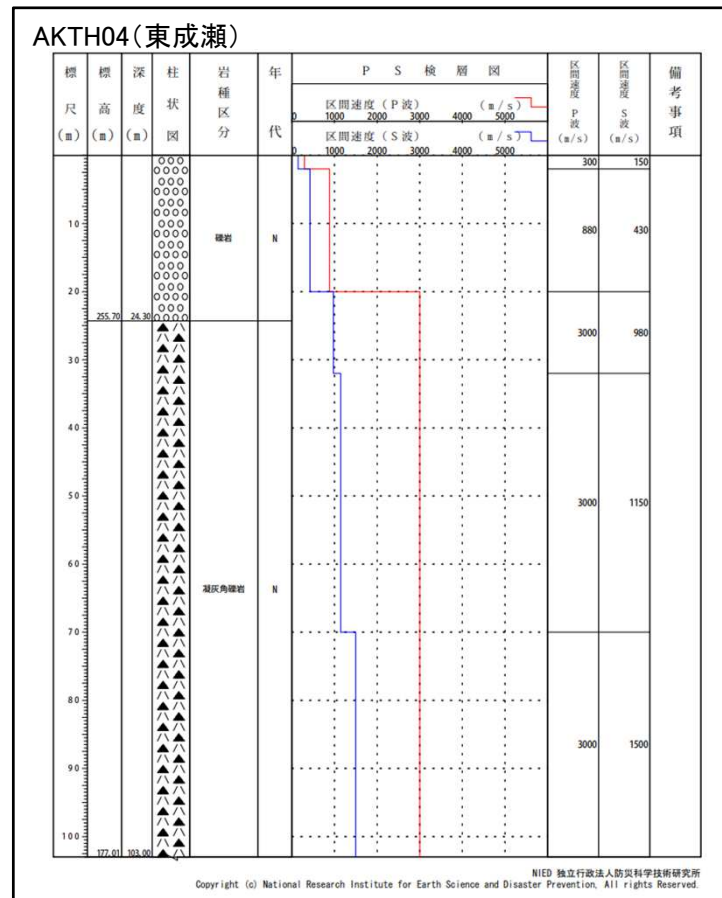 AKTH04(東成瀬)
標尺(m) 標高(m) 深度(m) 柱状図 岩種区分 年代 PS検層図 区間速度 P波 (m/s) 区間速度 S波 (m/s) 備考事項
区間速度(P波) (m/s)
0 1000 2000 3000 4000 5000
区間速度(S波) (m/s)
0 1000 2000 3000 4000 5000
300 150
10 礫岩 N 880 430
20
255.70 24.30
30 3000 980
40
50 3000 1150
60 凝灰角礫岩 N
70
80
90 3000 1500
100
177.01 103.00
NIED 独立行政法人防災科学技術研究所
Copyright (c) National Research Institute for Earth Science and Disaster Prevention, All rights Reserved.